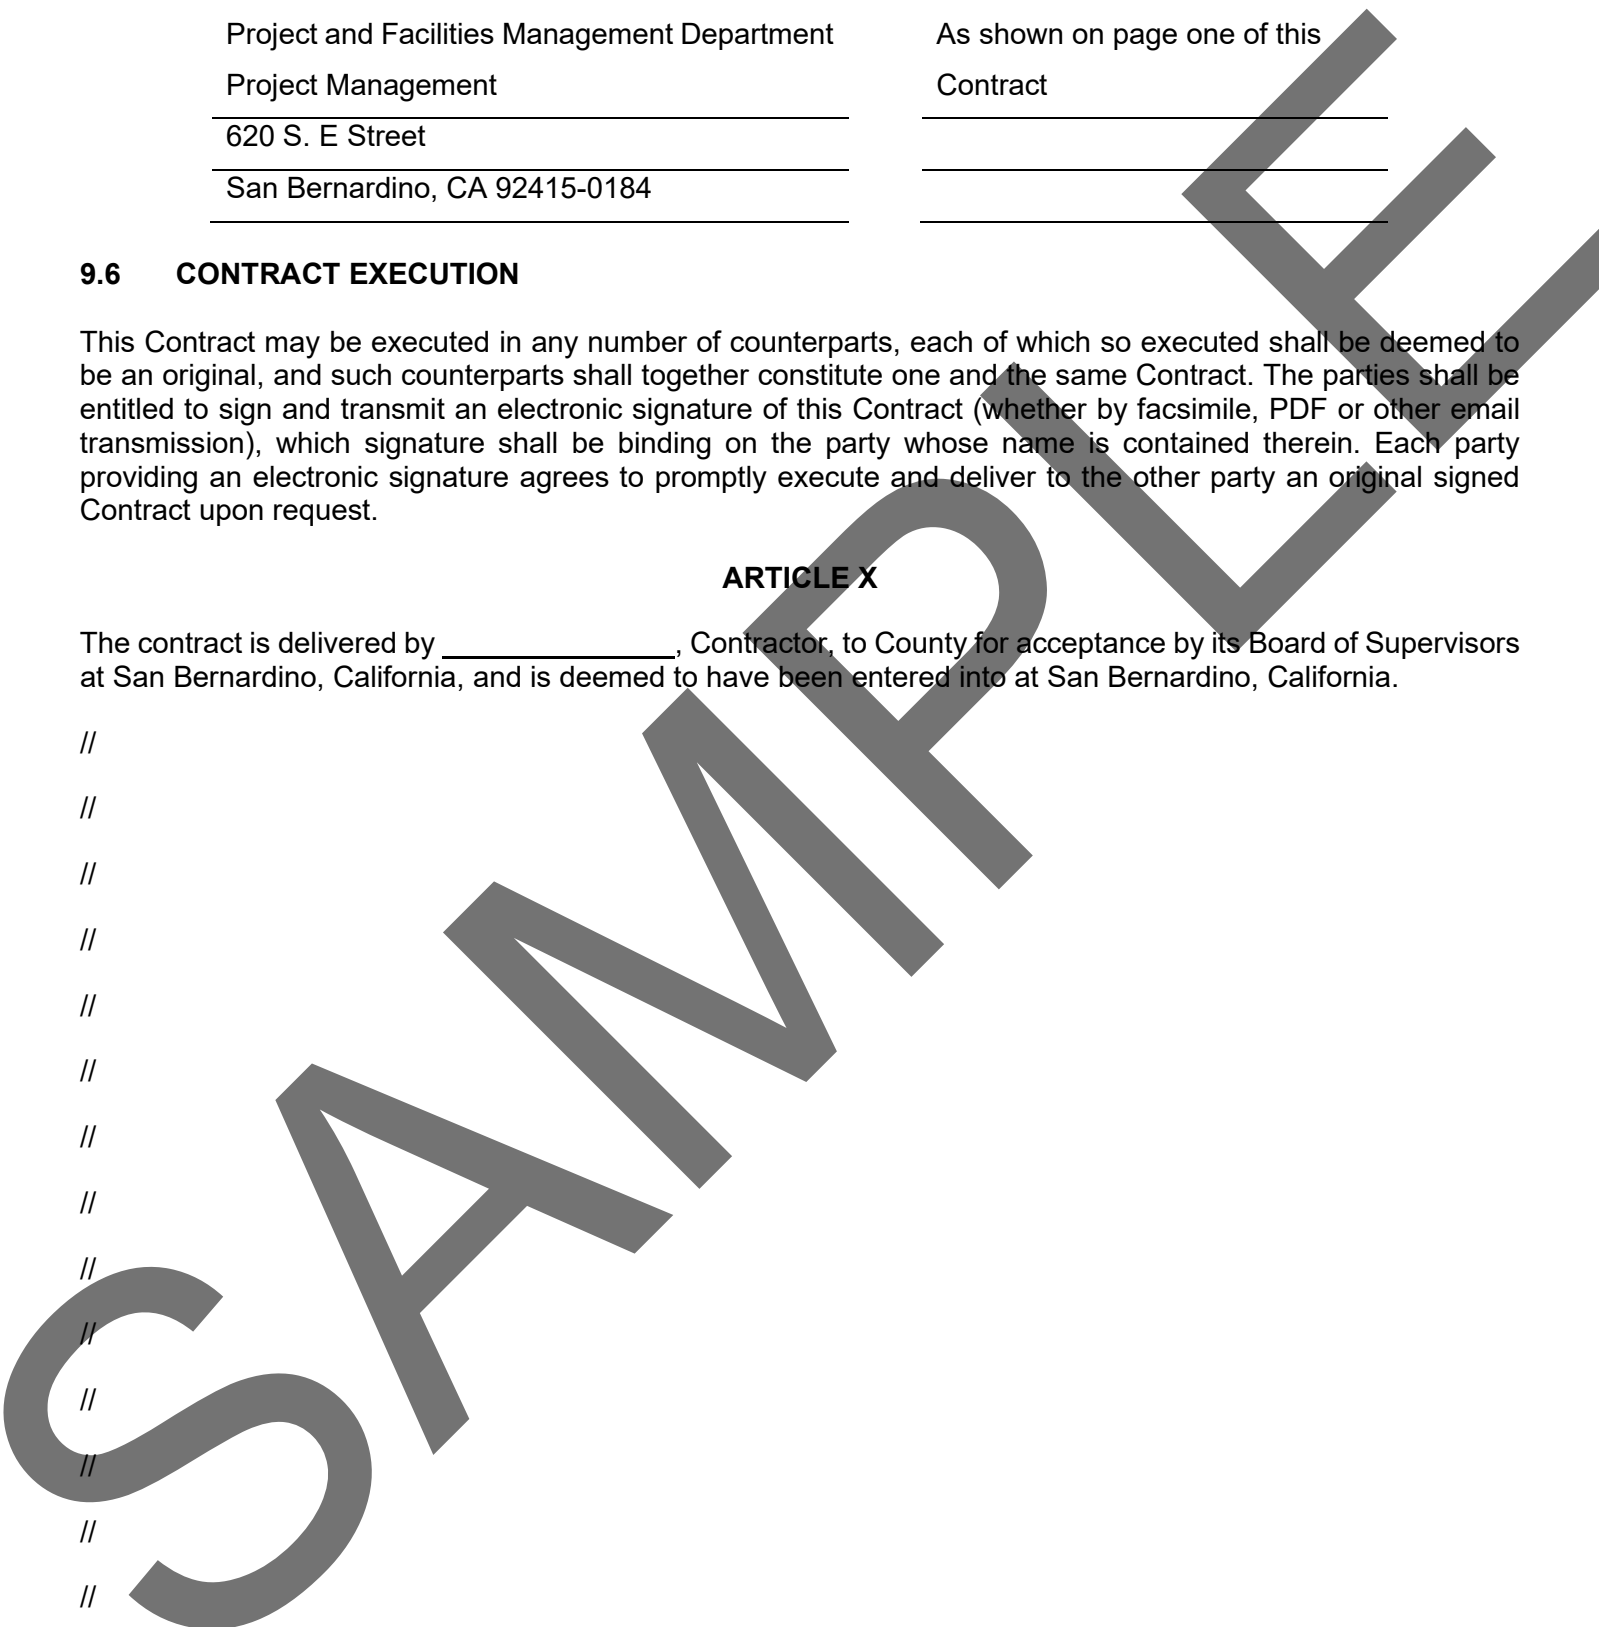 Project and Facilities Management Department As shown on page one of this
Project Management Contract
620 S. E Street
San Bernardino, CA 92415-0184
9.6 CONTRACT EXECUTION
This Contract may be executed in any number of counterparts, each of which so executed shall be deemed to
be an original, and such counterparts shall together constitute one and the same Contract. The parties shall be
entitled to sign and transmit an electronic signature of this Contract (whether by facsimile, PDF or other email
transmission), which signature shall be binding on the party whose name is contained therein. Each party
providing an electronic signature agrees to promptly execute and deliver to the other party an original signed
Contract upon request.
ARTICLE X
The contract is delivered by _______________, Contractor, to County for acceptance by its Board of Supervisors
at San Bernardino, California, and is deemed to have been entered into at San Bernardino, California.
//
//
//
//
//
//
//
//
//
//
//
//
//
//
SAMPLE